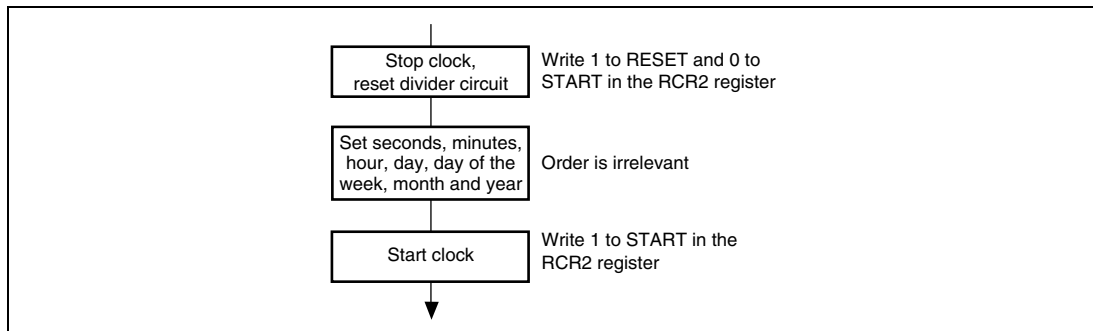 Stop clock,
reset divider circuit
Write 1 to RESET and 0 to
START in the RCR2 register
Set seconds, minutes,
hour, day, day of the
week, month and year
Order is irrelevant
Start clock
Write 1 to START in the
RCR2 register